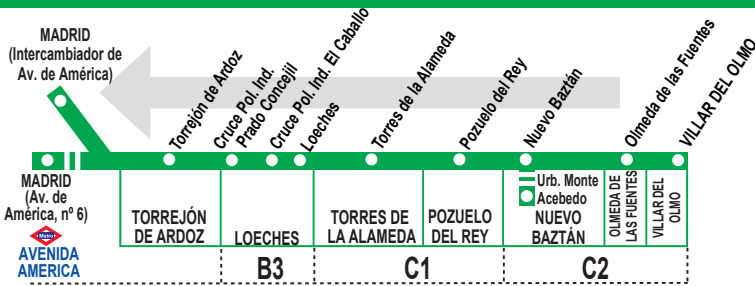 MADRID
(Intercambiador de
Av. de América)
Torrejón de Ardoz
Cruce Pol. Ind.
Prado Concejil
Cruce Pol. Ind. El Caballo
Loeches
Torres de la Alameda
Pozuelo del Rey
Nuevo Baztán
Olmeda de las Fuentes
VILLAR DEL OLMO
MADRID
(Av. de
América, nº 6)
Metro
AVENIDA
AMERICA
TORREJÓN
DE ARDOZ
LOECHES
TORRES DE
LA ALAMEDA
POZUELO
DEL REY
Urb. Monte
Acebedo
NUEVO
BAZTÁN
OLMEDA DE
LAS FUENTES
VILLAR DEL
OLMO
B3
C1
C2